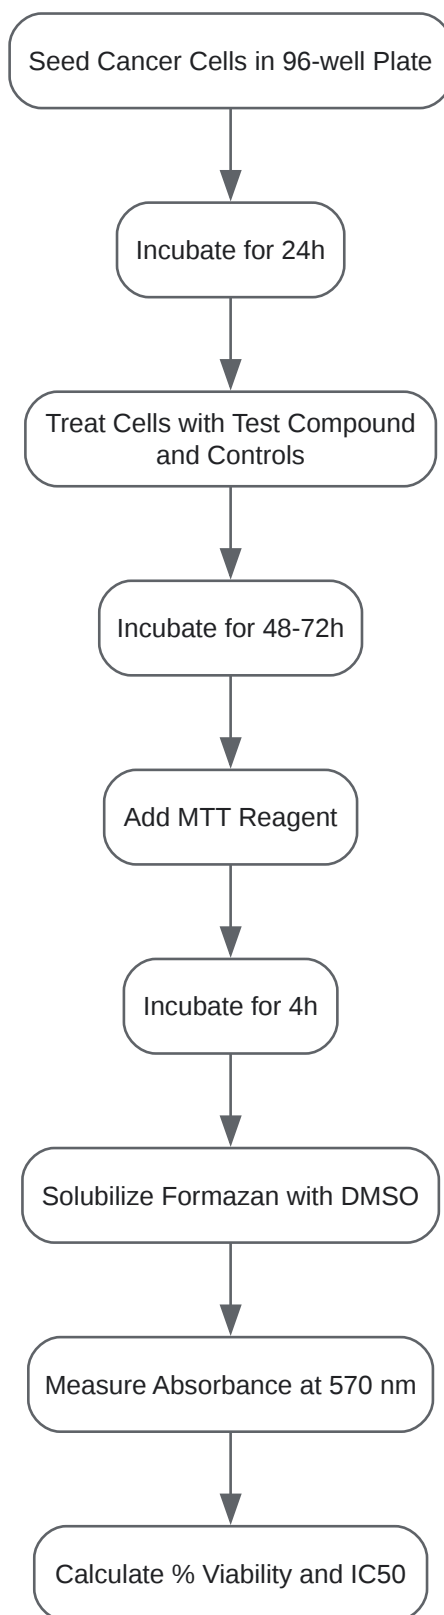 Seed Cancer Cells in 96-well Plate
Incubate for 24h
Treat Cells with Test Compound
and Controls
Incubate for 48-72h
Add MTT Reagent
Incubate for 4h
Solubilize Formazan with DMSO
Measure Absorbance at 570 nm
Calculate % Viability and IC50